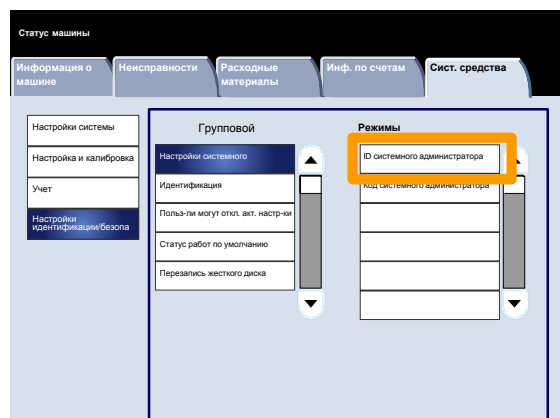 Статус машины
Информация о
машине
Неисправности
Расходные
материалы
Инф. по счетам
Сист. средства
Настройки системы
Настройка и калибровка
Учет
Настройки
идентификации/безопа
Групповой
Настройки системного
Идентификация
Польз-ли могут откл. акт. настр-ки
Статус работ по умолчанию
Перезапись жесткого диска
Режимы
ID системного администратора
Код системного администратора